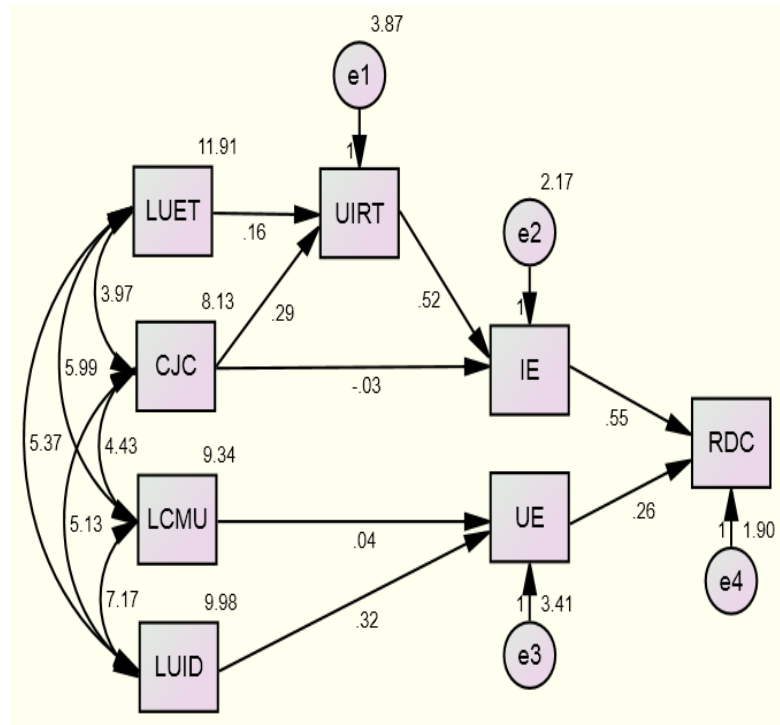 3.87
e1
11.91
1
LUET
UIRT
2.17
.16
e2
3.97
8.13
.29
.52
1
5.99
CJC
IE
-.03
.55
5.37
4.43
9.34
RDC
LCMU
UE
.26
5.13
.04
1
1.90
7.17
9.98
e4
.32
1
3.41
LUID
e3